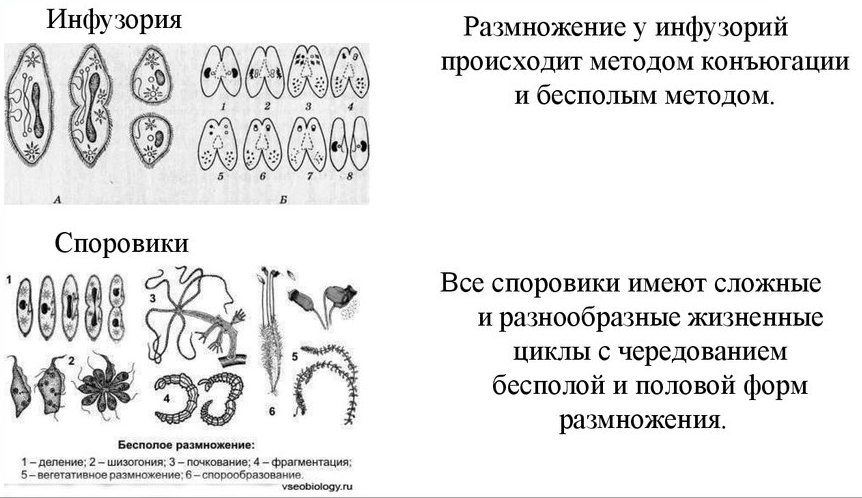 Инфузория
Размножение у инфузорий
происходит методом конъюгации
и бесполым методом.
1 2 3 4
5 6 7 8
А Б
Споровики
Все споровики имеют сложные
и разнообразные жизненные
циклы с чередованием
бесполой и половой форм
размножения.
1
3
2
4
5
6
Бесполое размножение:
1 – деление; 2 – шизогония; 3 – почкование; 4 – фрагментация;
5 – вегетативное размножение; 6 – спорообразование.
vseobiology.ru